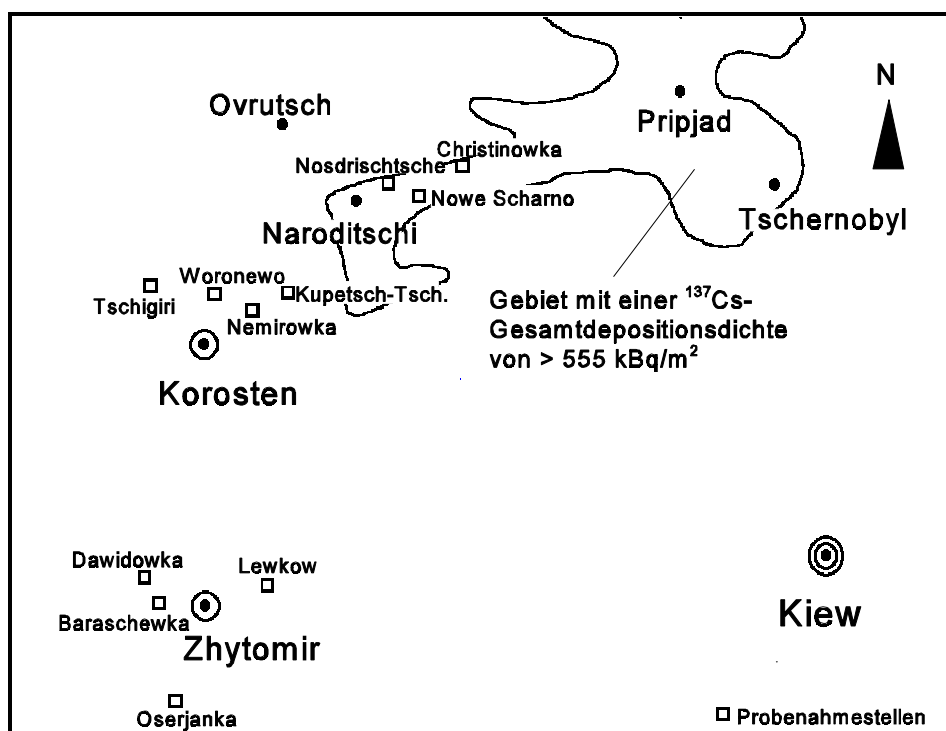 N
Ovrutsch
Pripjad
Christinowka
Nosdrischtsche
Nowe Scharno
Tschernobyl
Naroditschi
Woronewo
Kupetsch-Tsch.
Tschigiri
Nemirowka
Gebiet mit einer ¹³⁷Cs-
Gesamtdepositionsdichte
von > 555 kBq/m²
Korosten
Dawidowka
Lewkow
Baraschewka
Kiew
Zhytomir
Oserjanka
Probenahmestellen